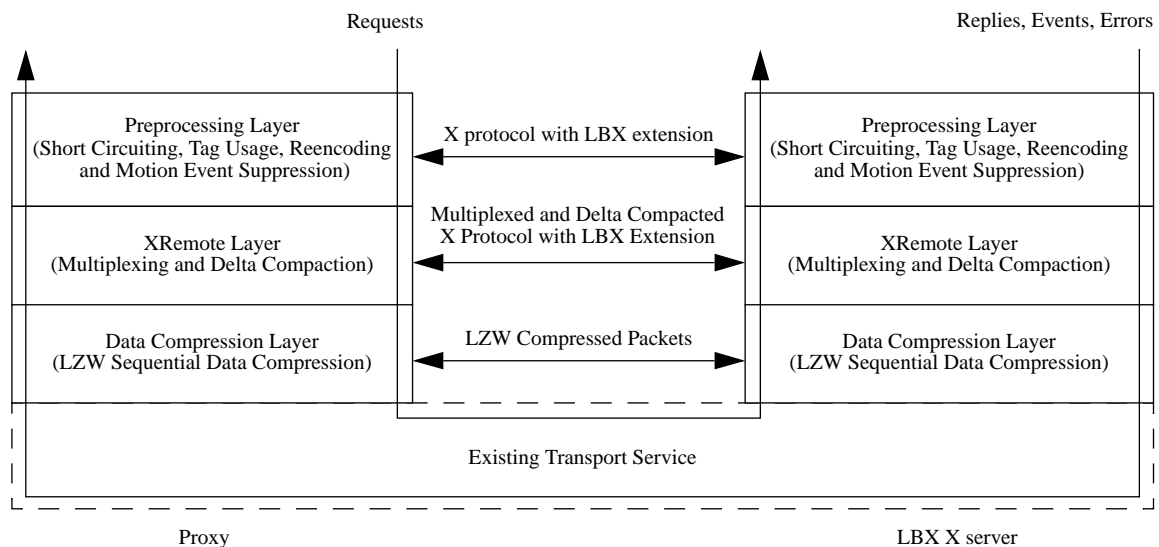 Requests
Replies, Events, Errors
Preprocessing Layer
(Short Circuiting, Tag Usage, Reencoding
and Motion Event Suppression)
X protocol with LBX extension
Preprocessing Layer
(Short Circuiting, Tag Usage, Reencoding
and Motion Event Suppression)
XRemote Layer
(Multiplexing and Delta Compaction)
Multiplexed and Delta Compacted
X Protocol with LBX Extension
XRemote Layer
(Multiplexing and Delta Compaction)
Data Compression Layer
(LZW Sequential Data Compression)
LZW Compressed Packets
Data Compression Layer
(LZW Sequential Data Compression)
Existing Transport Service
Proxy
LBX X server